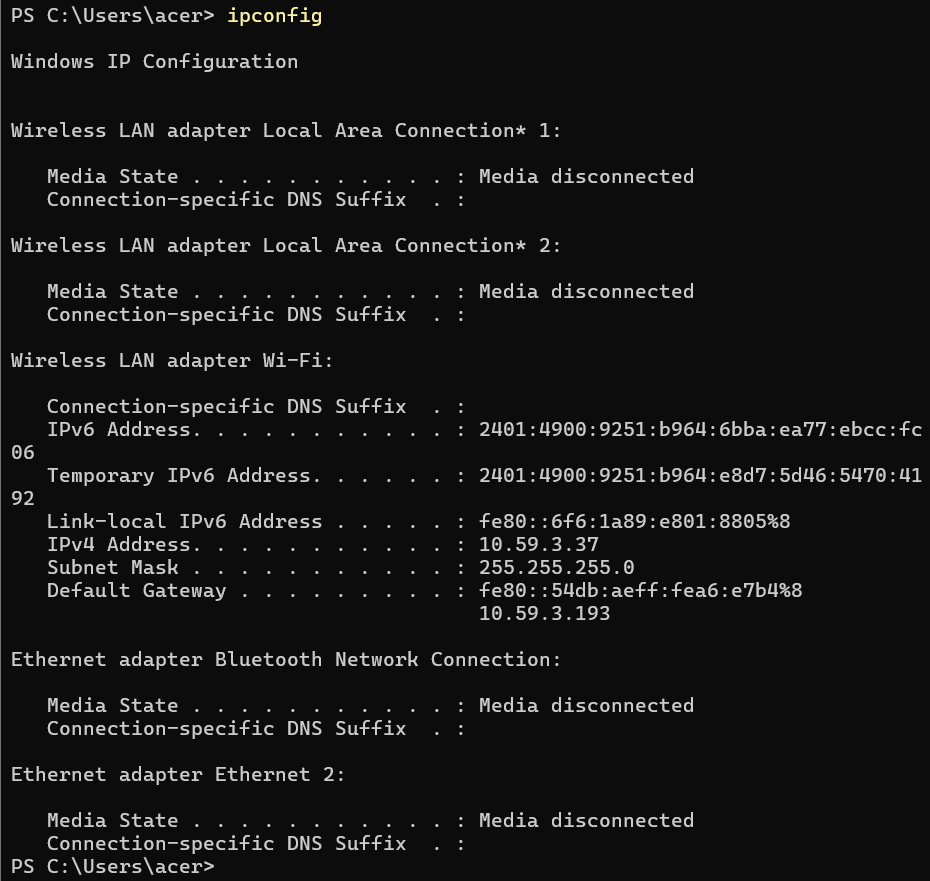 PS C:\Users\acer> ipconfig
Windows IP Configuration
Wireless LAN adapter Local Area Connection* 1:
   Media State . . . . . . . . . . . : Media disconnected
   Connection-specific DNS Suffix  . :
Wireless LAN adapter Local Area Connection* 2:
   Media State . . . . . . . . . . . : Media disconnected
   Connection-specific DNS Suffix  . :
Wireless LAN adapter Wi-Fi:
   Connection-specific DNS Suffix  . :
   IPv6 Address. . . . . . . . . . . : 2401:4900:9251:b964:6bba:ea77:ebcc:fc
06
   Temporary IPv6 Address. . . . . . : 2401:4900:9251:b964:e8d7:5d46:5470:41
92
   Link-local IPv6 Address . . . . . : fe80::6f6:1a89:e801:8805%8
   IPv4 Address. . . . . . . . . . . : 10.59.3.37
   Subnet Mask . . . . . . . . . . . : 255.255.255.0
   Default Gateway . . . . . . . . . : fe80::54db:aeff:fea6:e7b4%8
                                       10.59.3.193
Ethernet adapter Bluetooth Network Connection:
   Media State . . . . . . . . . . . : Media disconnected
   Connection-specific DNS Suffix  . :
Ethernet adapter Ethernet 2:
   Media State . . . . . . . . . . . : Media disconnected
   Connection-specific DNS Suffix  . :
PS C:\Users\acer>